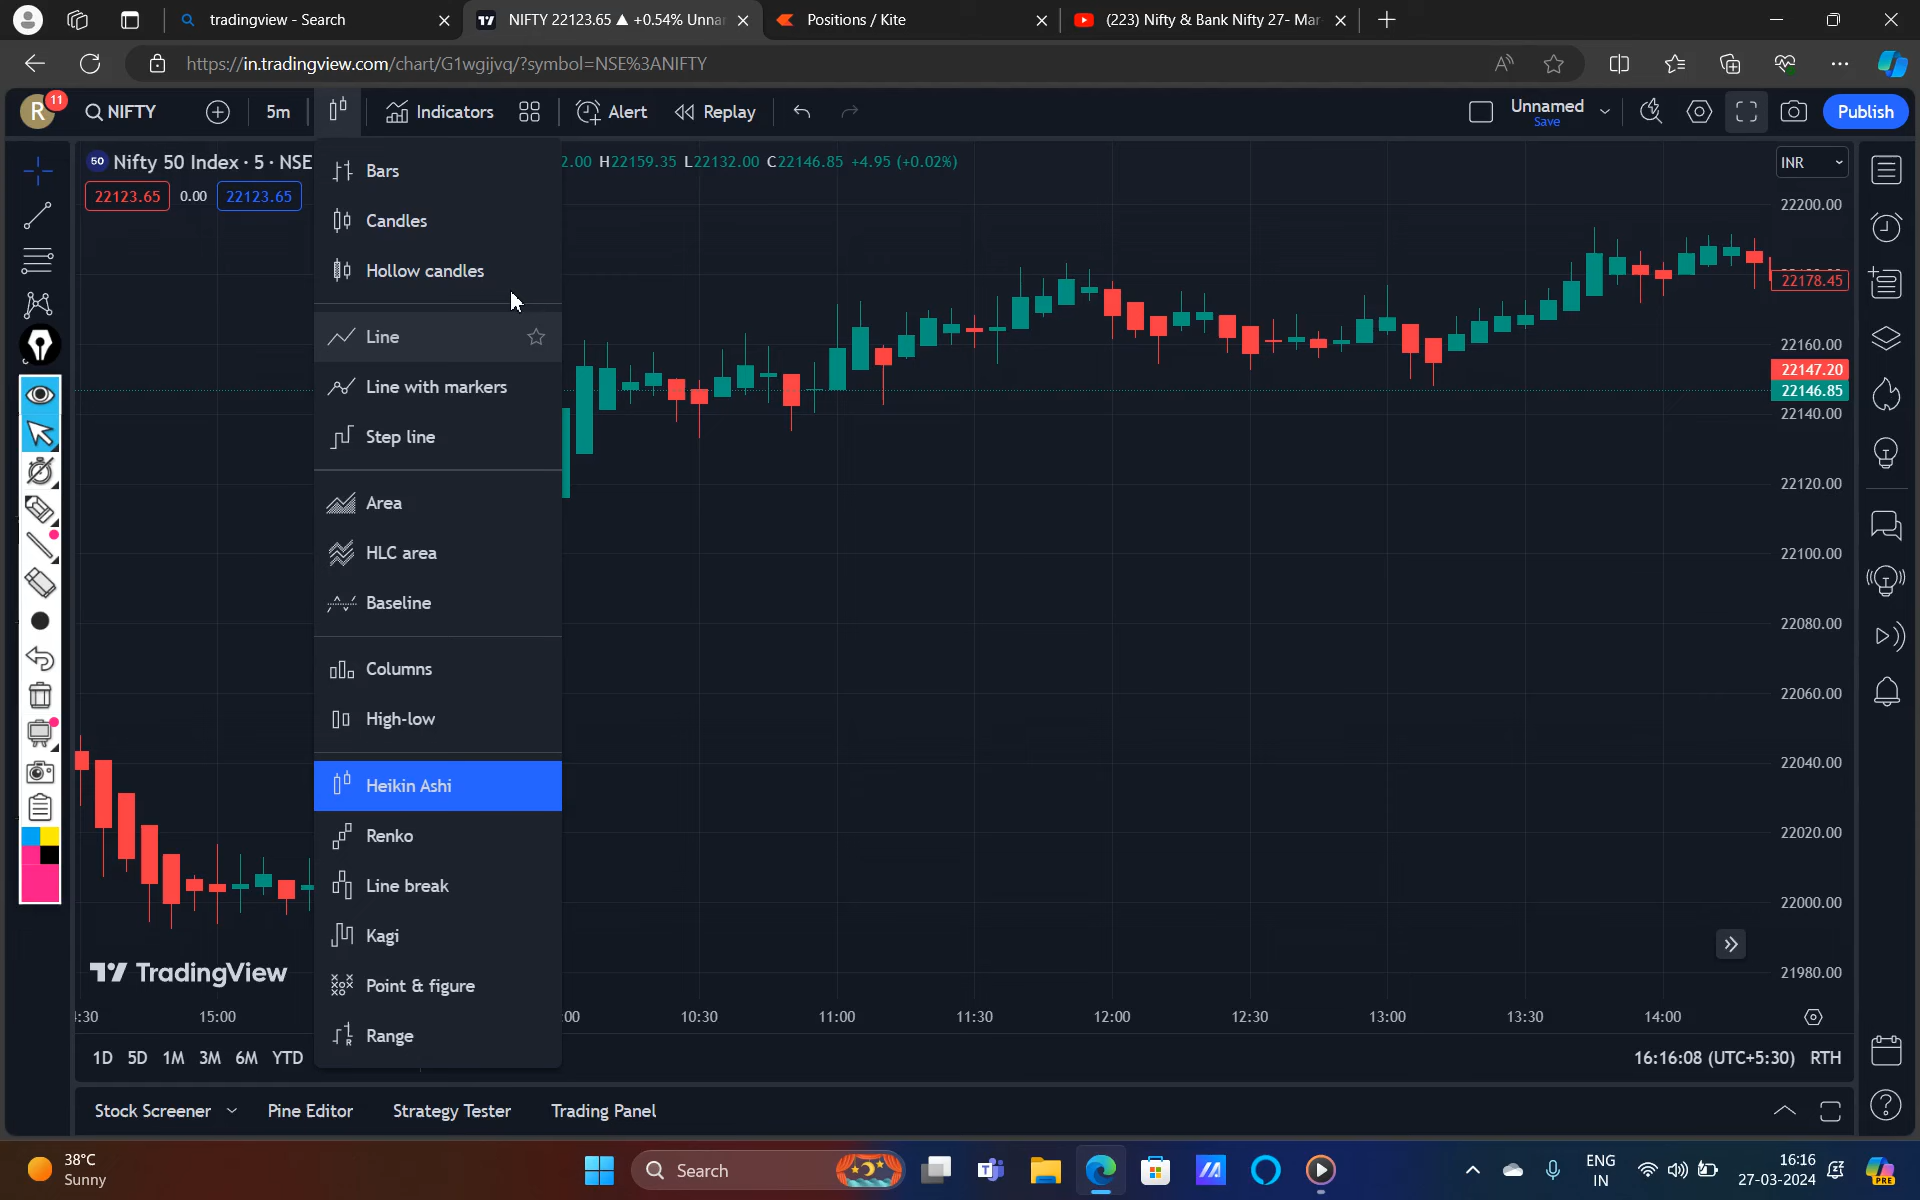 tradingview - Search
NIFTY 22123.65 ▲ +0.54% Unna
Positions / Kite
(223) Nifty & Bank Nifty 27- Mar
https://in.tradingview.com/chart/G1wgijvq/?symbol=NSE%3ANIFTY
R 11
NIFTY
5m
Indicators
Alert
Replay
Unnamed
Save
Publish
50 Nifty 50 Index · 5 · NSE
2.00 H22159.35 L22132.00 C22146.85 +4.95 (+0.02%)
22123.65 0.00 22123.65
INR
Bars
Candles
Hollow candles
Line
Line with markers
Step line
Area
HLC area
Baseline
Columns
High-low
Heikin Ashi
Renko
Line break
Kagi
Point & figure
Range
22200.00
22178.45
22160.00
22147.20
22146.85
22140.00
22120.00
22100.00
22080.00
22060.00
22040.00
22020.00
22000.00
21980.00
TradingView
:30 15:00 :00 10:30 11:00 11:30 12:00 12:30 13:00 13:30 14:00
1D 5D 1M 3M 6M YTD
16:16:08 (UTC+5:30) RTH
Stock Screener Pine Editor Strategy Tester Trading Panel
38°C
Sunny
Search
ENG
IN
16:16
27-03-2024
PRE